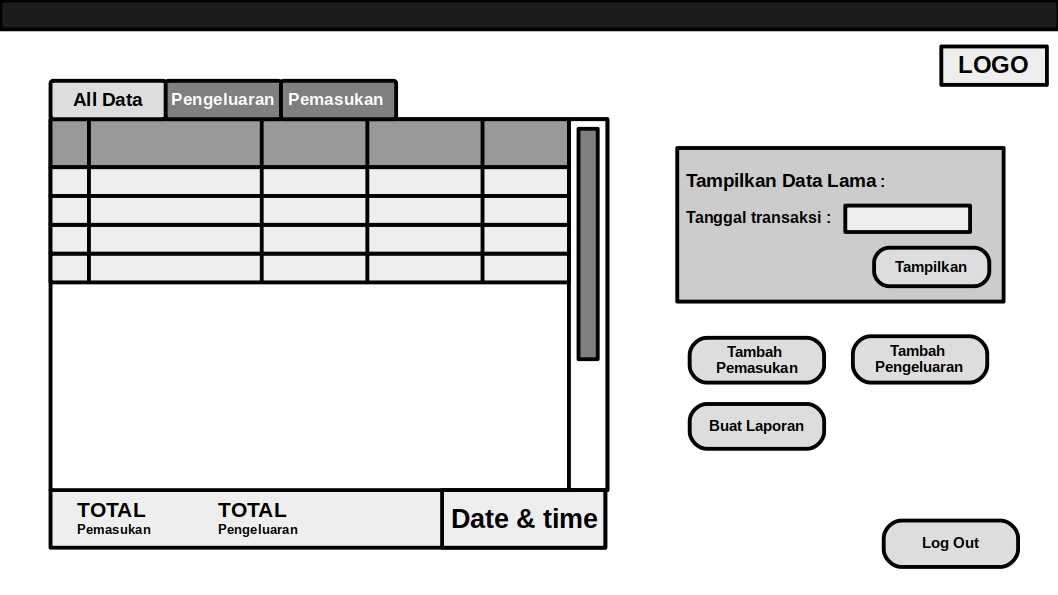 LOGO
All Data
Pengeluaran
Pemasukan
Tampilkan Data Lama :
Tanggal transaksi :
Tampilkan
Tambah
Pemasukan
Tambah
Pengeluaran
Buat Laporan
TOTAL
Pemasukan
TOTAL
Pengeluaran
Date & time
Log Out